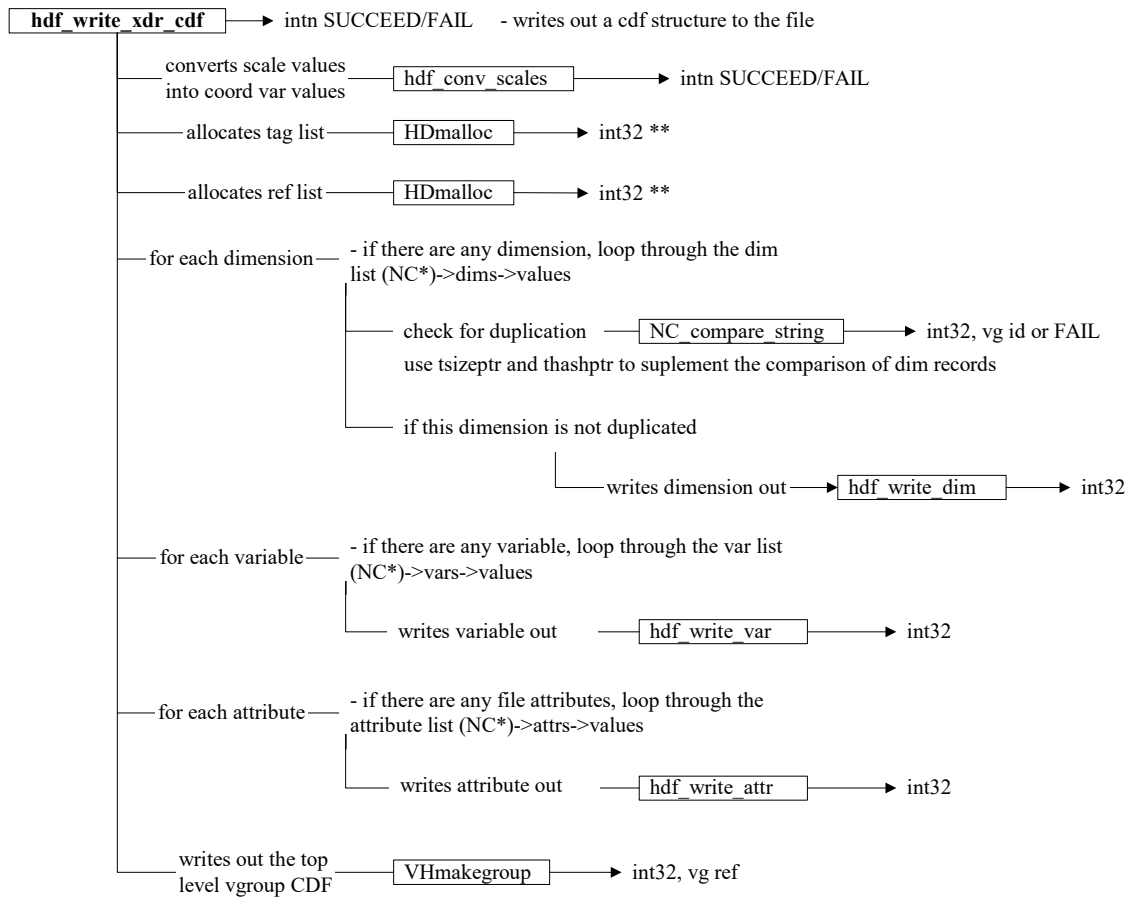 hdf_write_xdr_cdf intn SUCCEED/FAIL - writes out a cdf structure to the file
converts scale values
into coord var values
hdf_conv_scales intn SUCCEED/FAIL
allocates tag list HDmalloc int32 **
allocates ref list HDmalloc int32 **
for each dimension
- if there are any dimension, loop through the dim
list (NC*)->dims->values
check for duplication NC_compare_string int32, vg id or FAIL
use tsizeptr and thashptr to suplement the comparison of dim records
if this dimension is not duplicated
writes dimension out hdf_write_dim int32
for each variable
- if there are any variable, loop through the var list
(NC*)->vars->values
writes variable out hdf_write_var int32
for each attribute
- if there are any file attributes, loop through the
attribute list (NC*)->attrs->values
writes attribute out hdf_write_attr int32
writes out the top
level vgroup CDF
VHmakegroup int32, vg ref